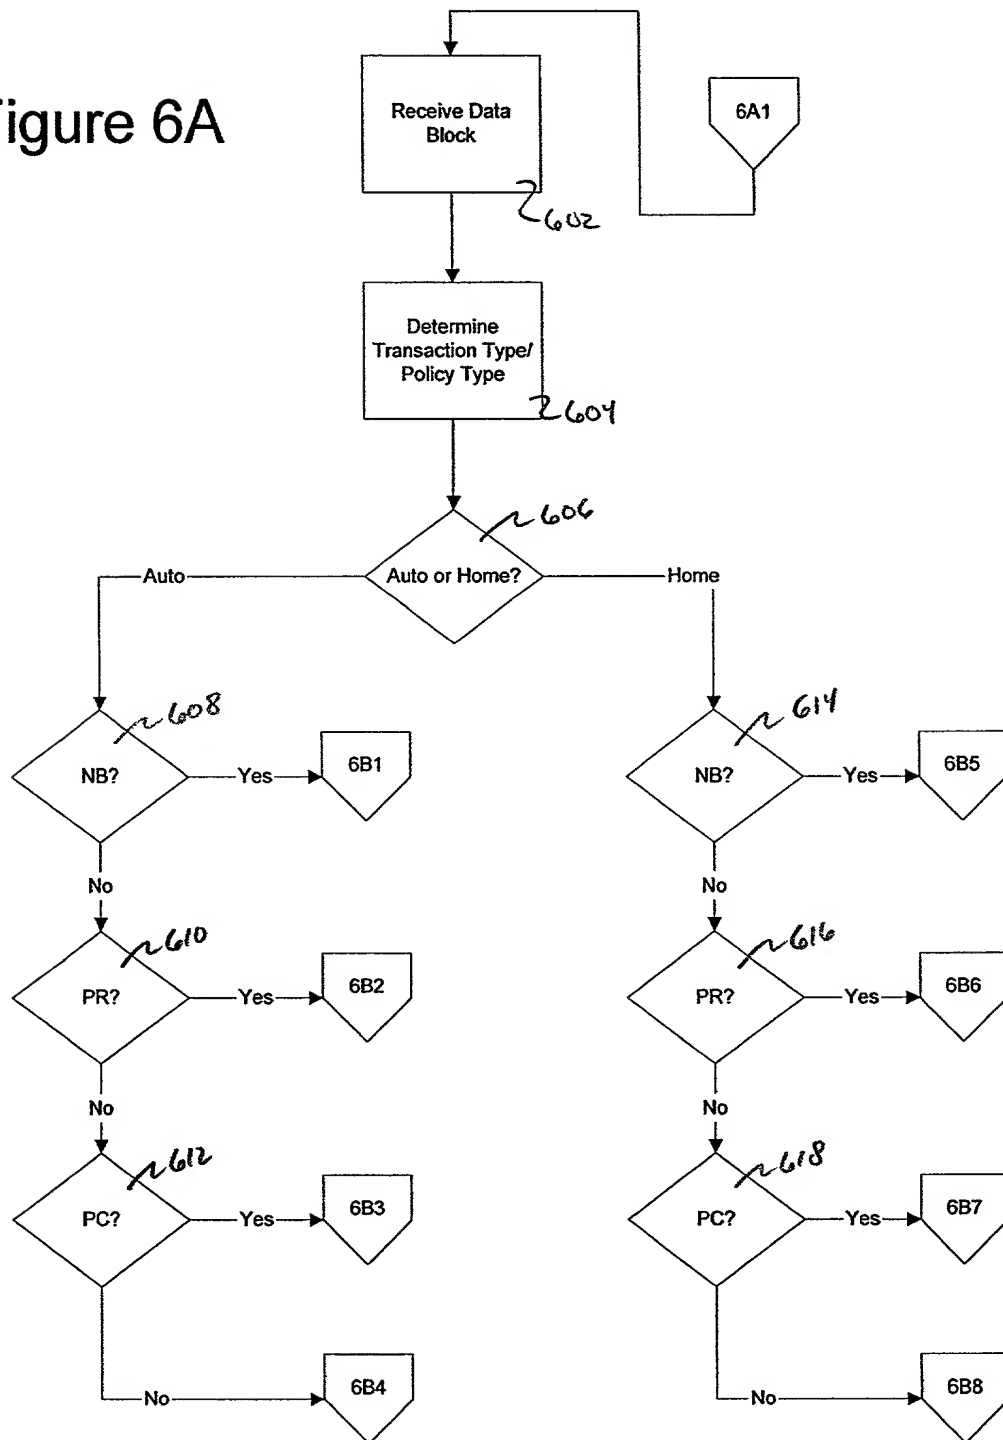 igure 6A
Receive Data
Block
602
6A1
Determine
Transaction Type/
Policy Type
604
606
Auto or Home?
Auto
Home
608
NB?
Yes
6B1
614
NB?
Yes
6B5
No
No
610
PR?
Yes
6B2
616
PR?
Yes
6B6
No
No
612
PC?
Yes
6B3
618
PC?
Yes
6B7
No
6B4
No
6B8